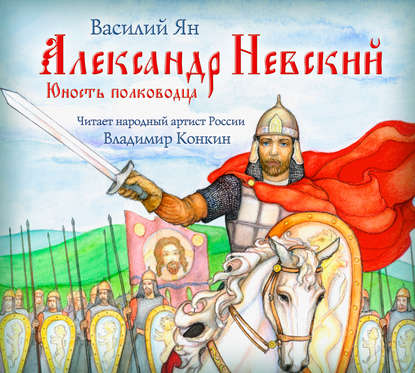 Василий Ян
Александр Невский
Юность полководца
Читает народный артист России
Владимир Конкин